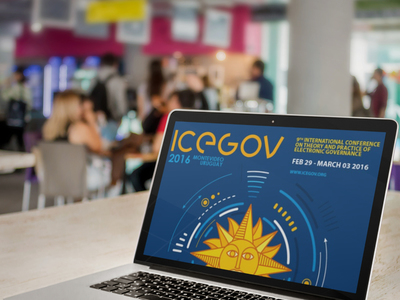 ICEGOV
2016 MONTEVIDEO
URUGUAY
9TH INTERNATIONAL CONFERENCE
ON THEORY AND PRACTICE OF
ELECTRONIC GOVERNANCE
FEB 29 - MARCH 03 2016
WWW.ICEGOV.ORG